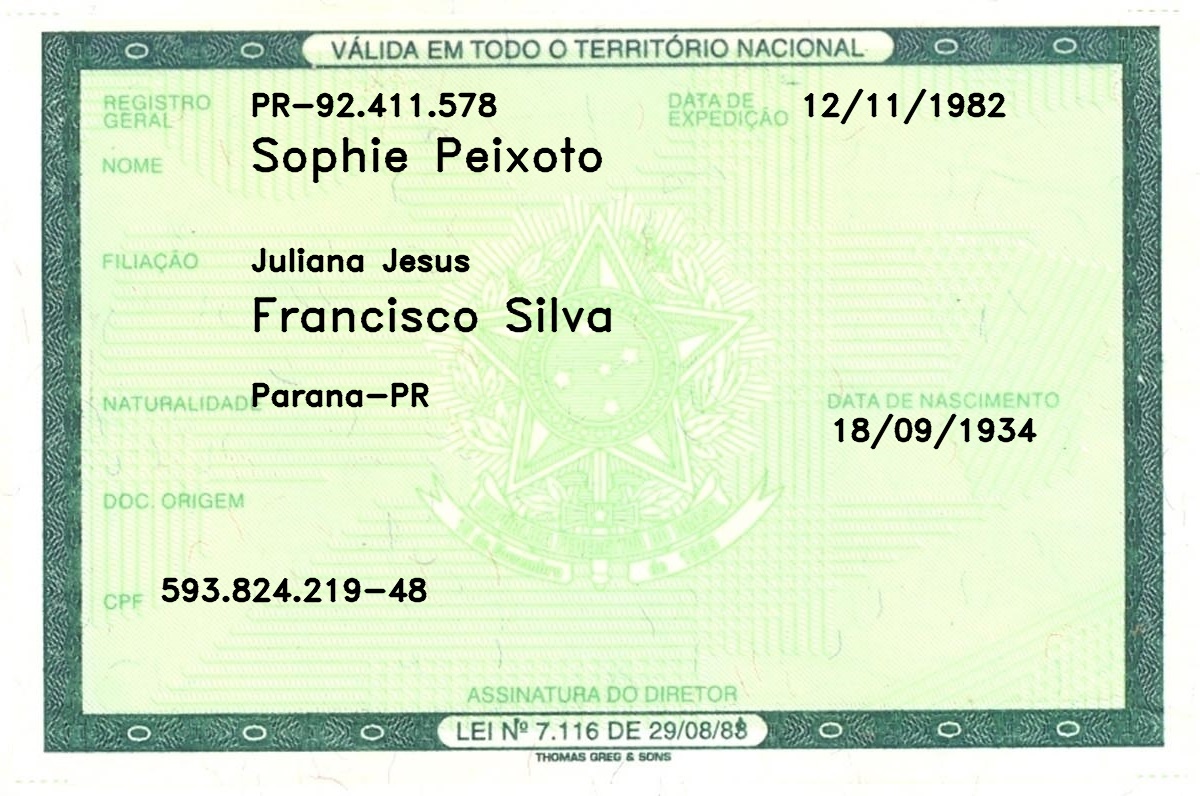 VÁLIDA EM TODO O TERRITÓRIO NACIONAL
REGISTRO GERAL PR-92.411.578 DATA DE EXPEDIÇÃO 12/11/1982
NOME Sophie Peixoto
FILIAÇÃO Juliana Jesus
Francisco Silva
NATURALIDADE Parana-PR DATA DE NASCIMENTO
18/09/1934
DOC. ORIGEM
CPF 593.824.219-48
ASSINATURA DO DIRETOR
LEI Nº 7.116 DE 29/08/83
THOMAS GREG & SONS